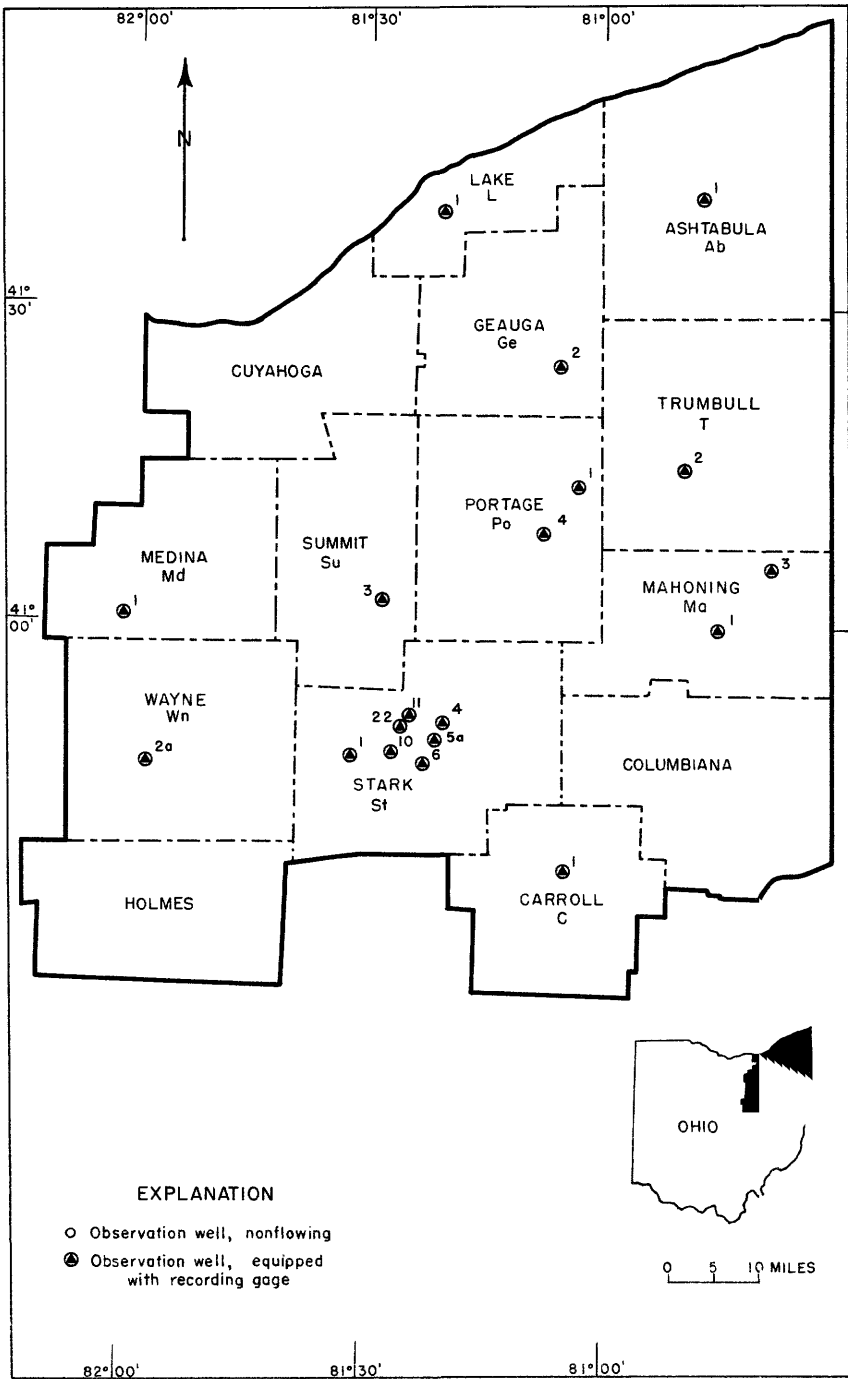 82°00'
81°30'
81°00'
N
LAKE
L
1
1
ASHTABULA
Ab
41°
30'
GEAUGA
Ge
2
CUYAHOGA
TRUMBULL
T
2
1
PORTAGE
Po
4
SUMMIT
Su
3
MEDINA
Md
1
3
MAHONING
Ma
1
41°
00'
WAYNE
Wn
2a
11
22
4
1
10
5a
6
STARK
St
COLUMBIANA
1
CARROLL
C
HOLMES
OHIO
EXPLANATION
Observation well, nonflowing
Observation well, equipped
with recording gage
0 5 10 MILES
82°00'
81°30'
81°00'